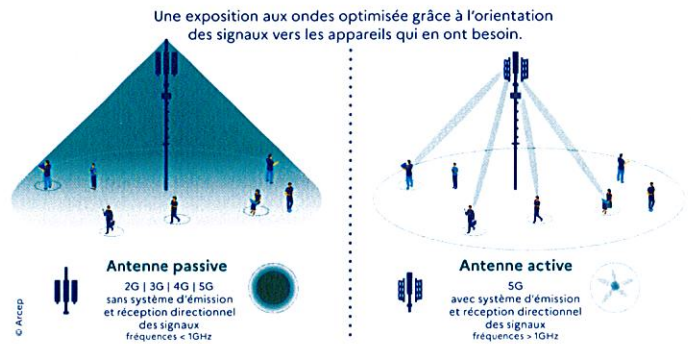 Une exposition aux ondes optimisée grâce à l'orientation
des signaux vers les appareils qui en ont besoin.
Antenne passive
2G | 3G | 4G | 5G
sans système d'émission
et réception directionnel
des signaux
fréquences < 1GHz
Antenne active
5G
avec système d'émission
et réception directionnel
des signaux
fréquences > 1GHz
© Arcep